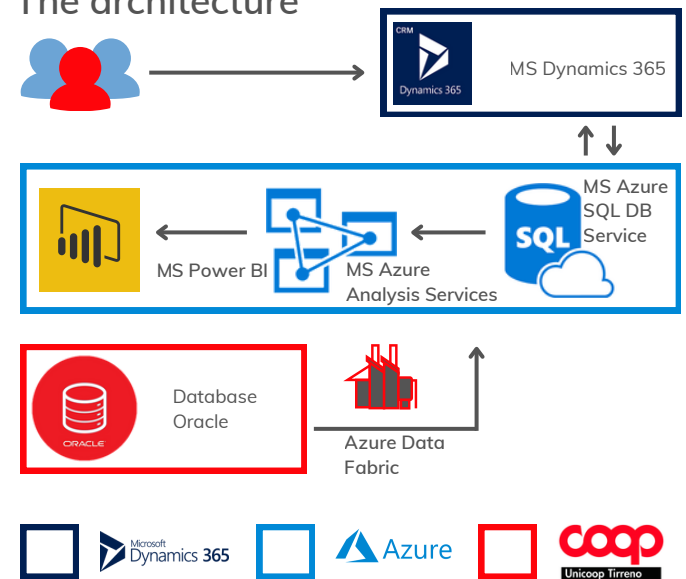 The architecture
CRM
Dynamics 365
MS Dynamics 365
MS Azure
SQL DB
Service
SQL
MS Power BI
MS Azure
Analysis Services
ORACLE
Database
Oracle
Azure Data
Fabric
Microsoft
Dynamics 365
Azure
coop
Unicoop Tirreno